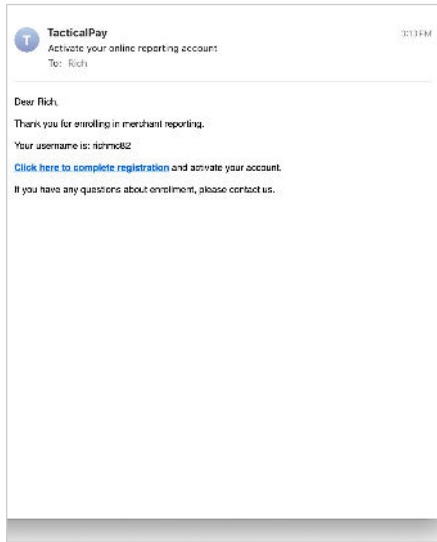 T
TacticalPay
Activate your online reporting account
To: Rich
Dear Rich,
Thank you for enrolling in merchant reporting.
Your username is: richmc82
Click here to complete registration and activate your account.
If you have any questions about enrollment, please contact us.